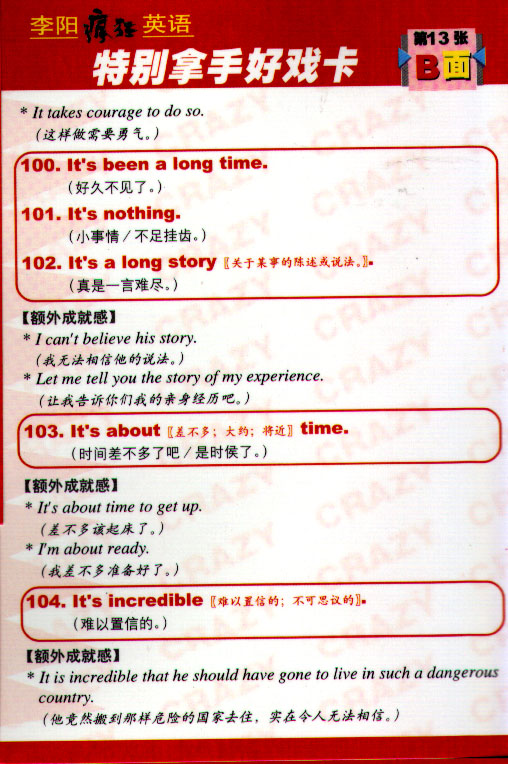 李阳疯狂英语
第13张
特别拿手好戏卡
B面
* It takes courage to do so.
（这样做需要勇气。）
100. It's been a long time.
（好久不见了。）
101. It's nothing.
（小事情／不足挂齿。）
102. It's a long story〖关于某事的陈述或说法。〗.
（真是一言难尽。）
【额外成就感】
* I can't believe his story.
（我无法相信他的说法。）
* Let me tell you the story of my experience.
（让我告诉你们我的亲身经历吧。）
103. It's about〖差不多；大约；将近〗time.
（时间差不多了吧／是时候了。）
【额外成就感】
* It's about time to get up.
（差不多该起床了。）
* I'm about ready.
（我差不多准备好了。）
104. It's incredible〖难以置信的；不可思议的〗.
（难以置信的。）
【额外成就感】
* It is incredible that he should have gone to live in such a dangerous
country.
（他竟然搬到那样危险的国家去住，实在令人无法相信。）
CRAZY